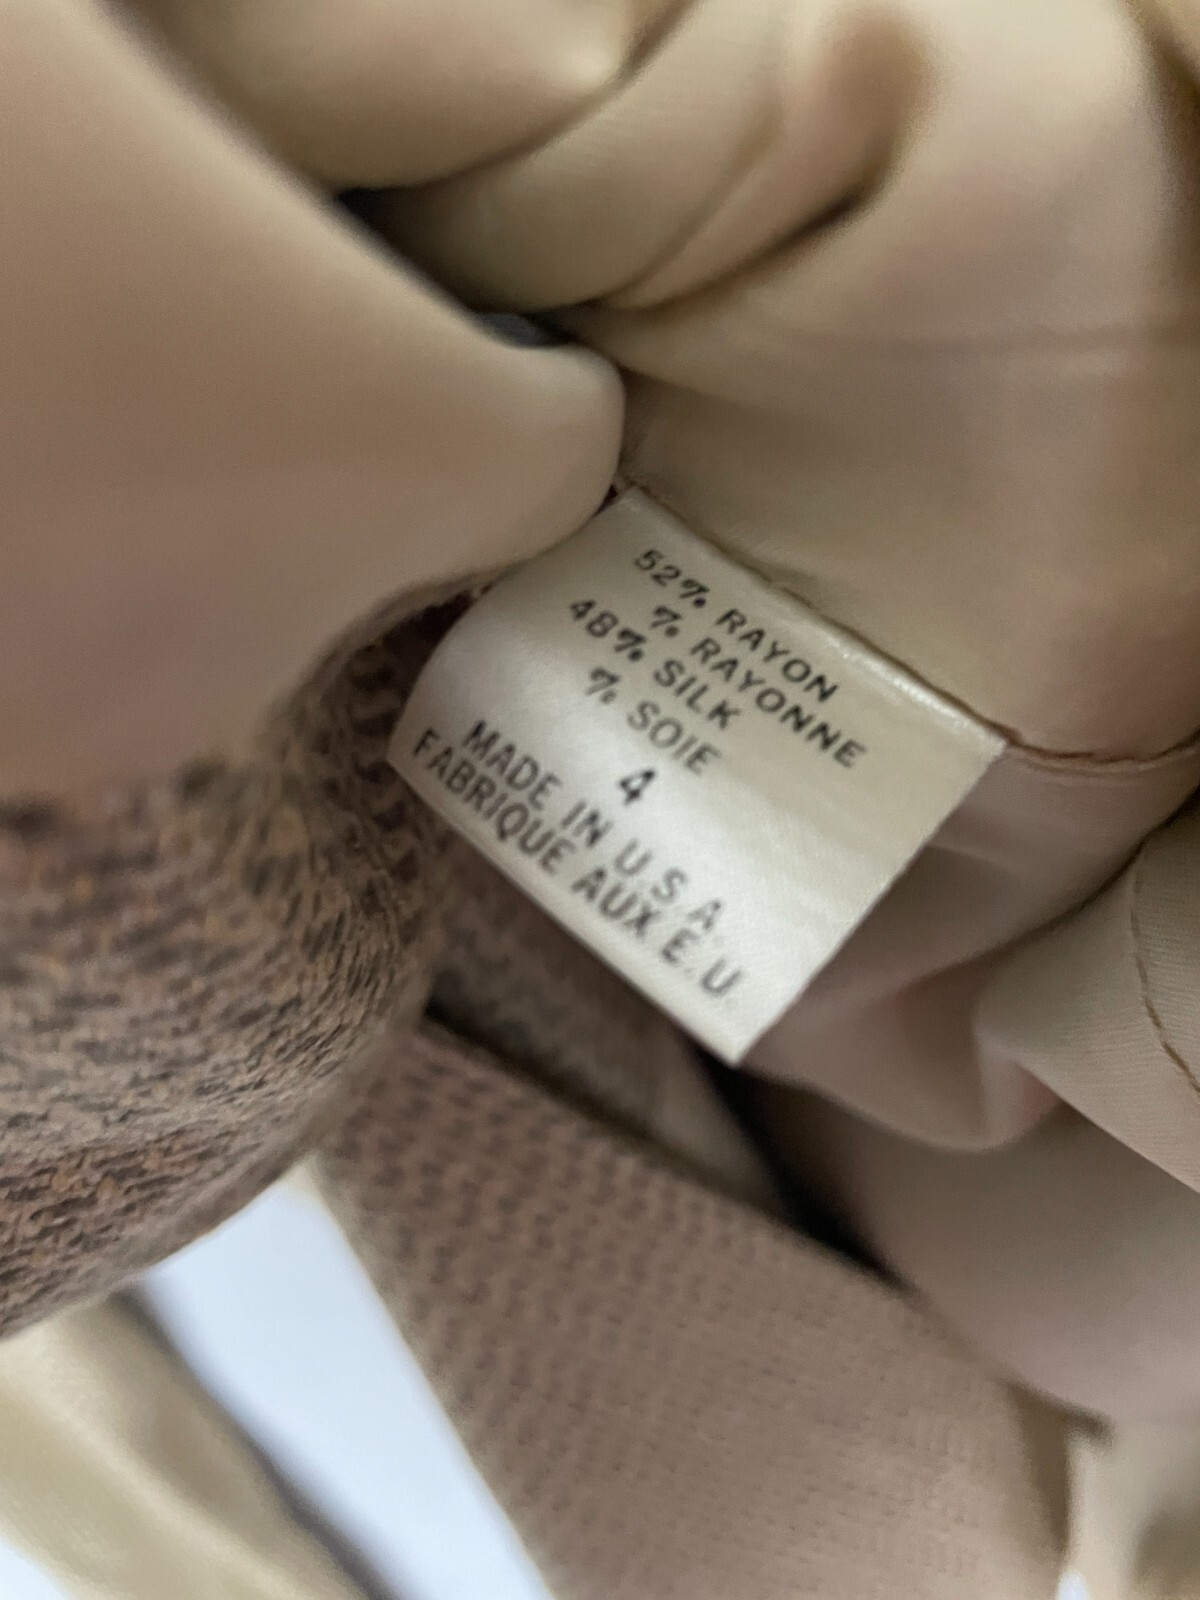 52% RAYON
% RAYONNE
48% SILK
% SOIE
4
MADE IN U.S.A.
FABRIQUE AUX E.U.